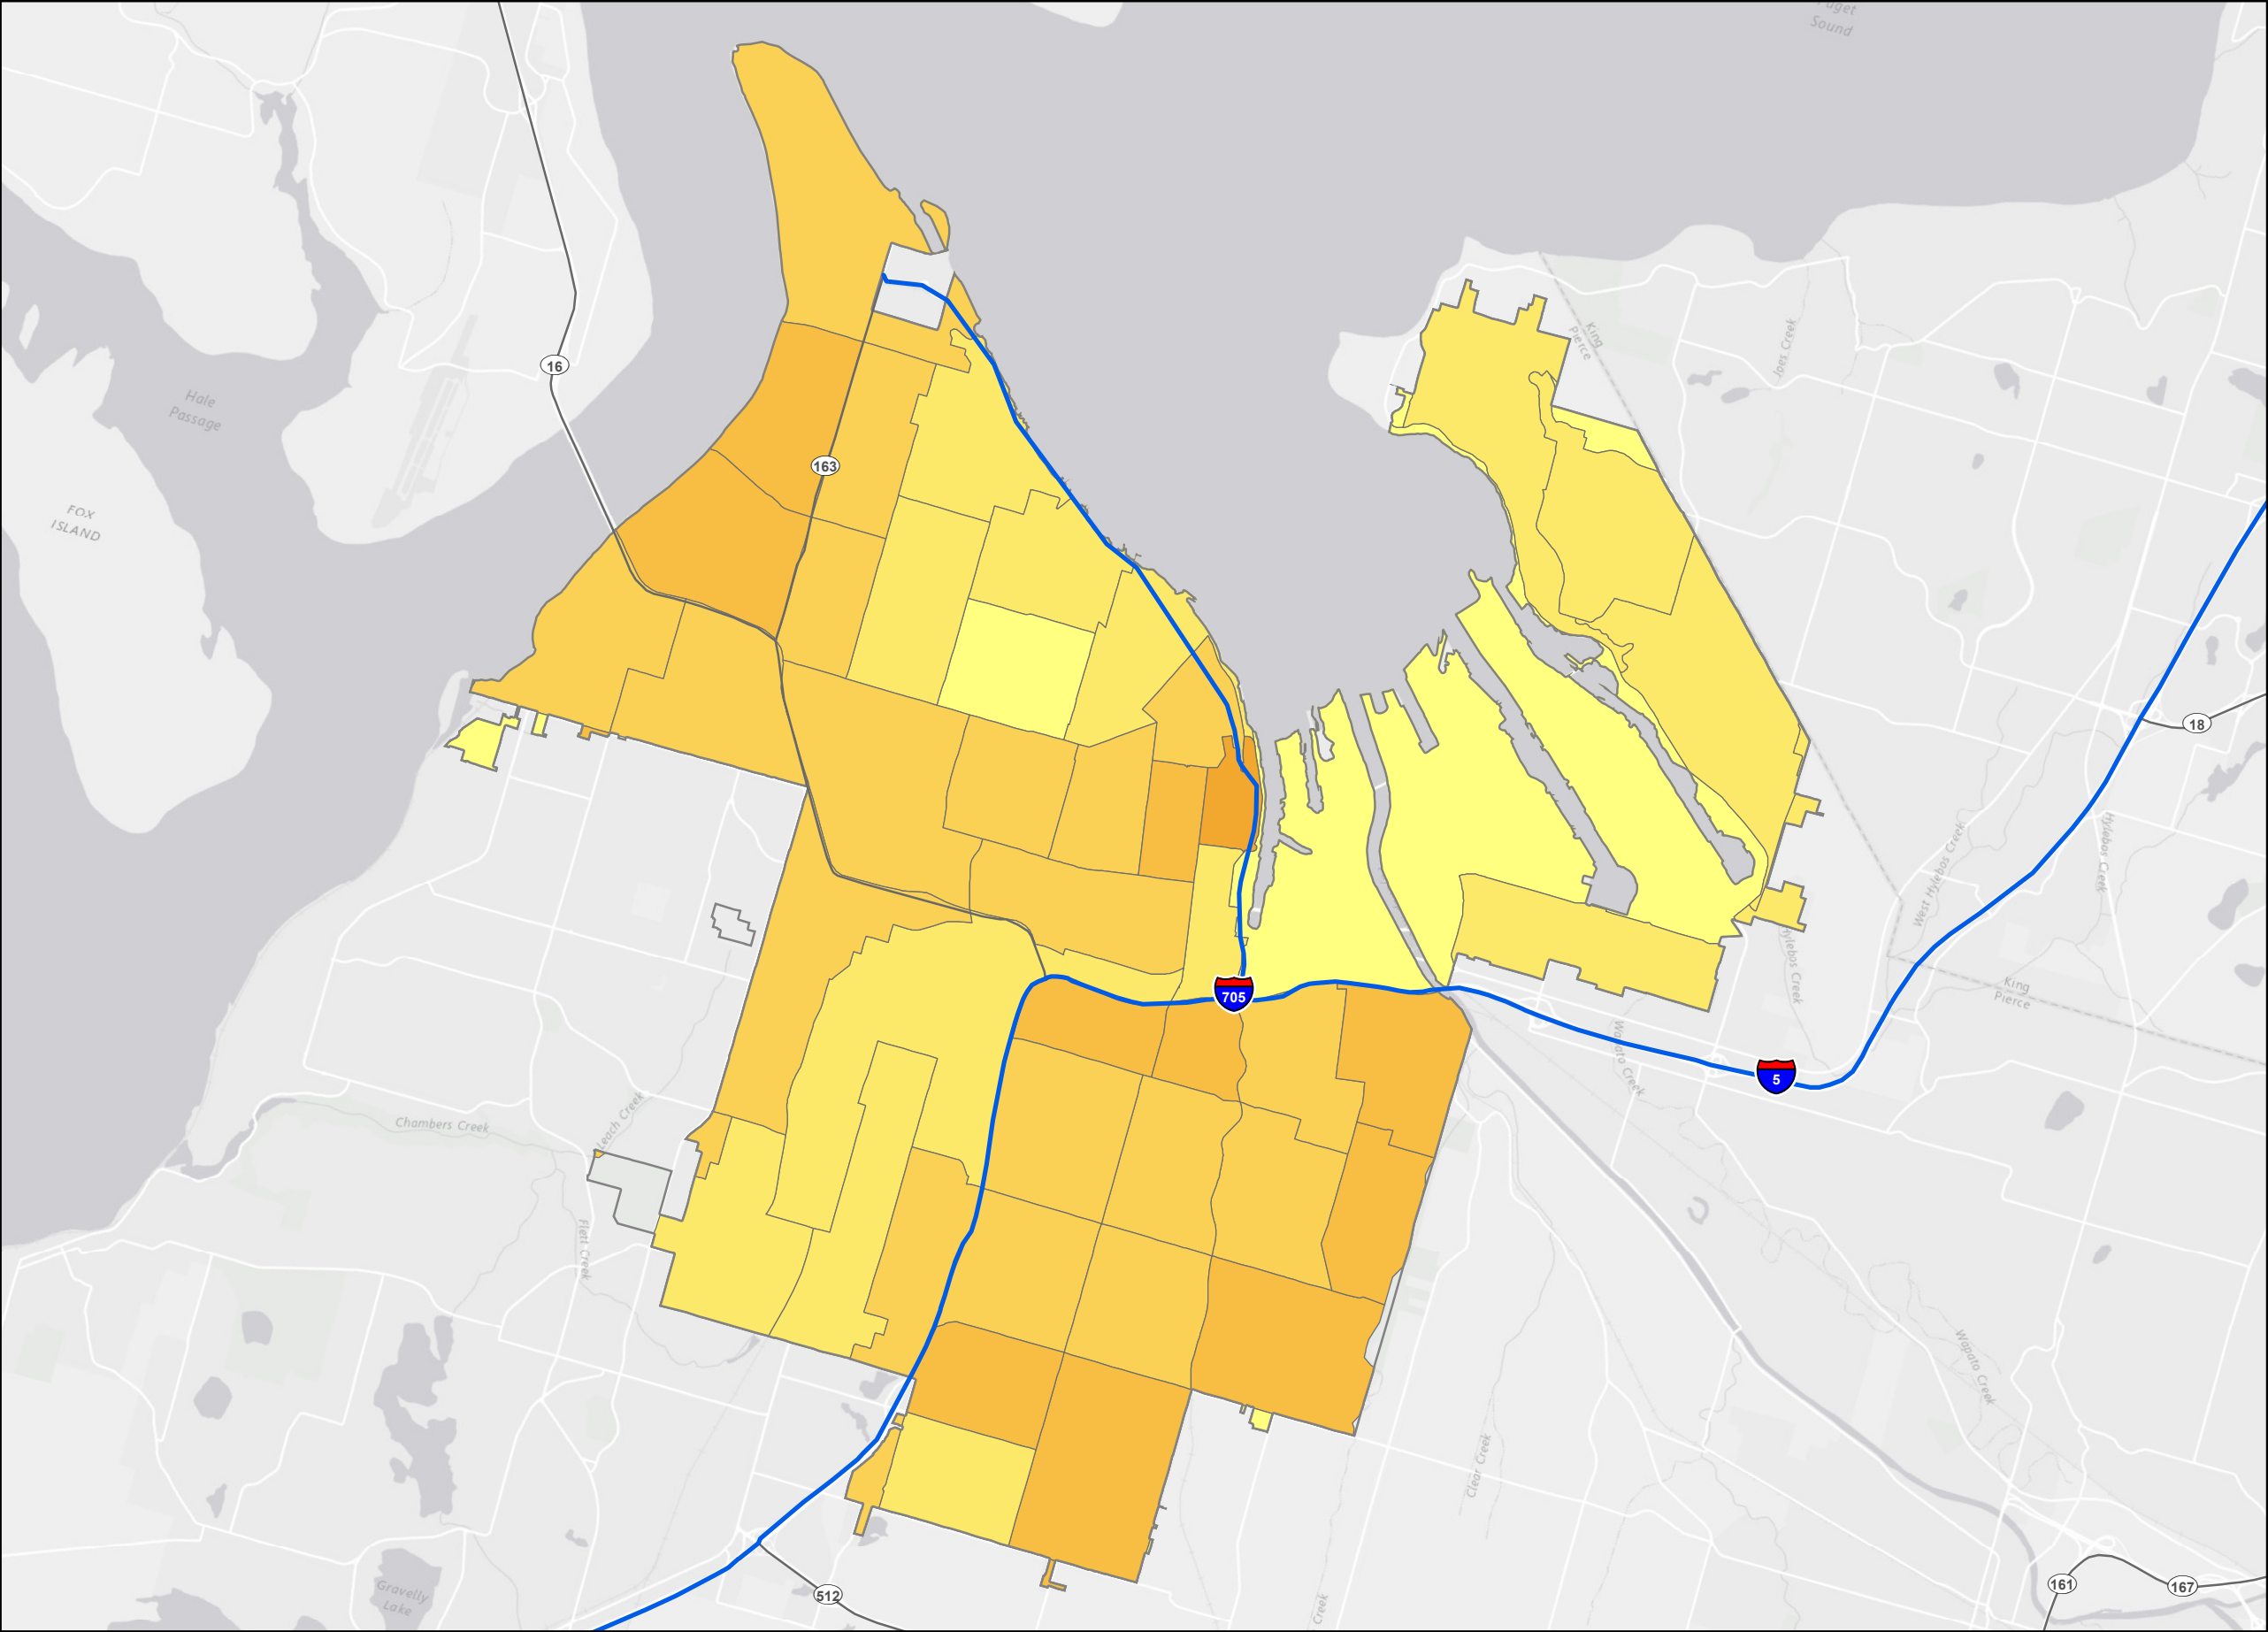 Puget
Sound
King
Pierce
Joes Creek
16
Hale
Passage
163
FOX
ISLAND
18
Hylebos Creek
West Hylebos Creek
Hylebos Creek
705
King
Pierce
5
Wapato Creek
Leach Creek
Chambers Creek
Flett Creek
Wapato Creek
Clear Creek
Gravelly
Lake
512
Creek
161
167